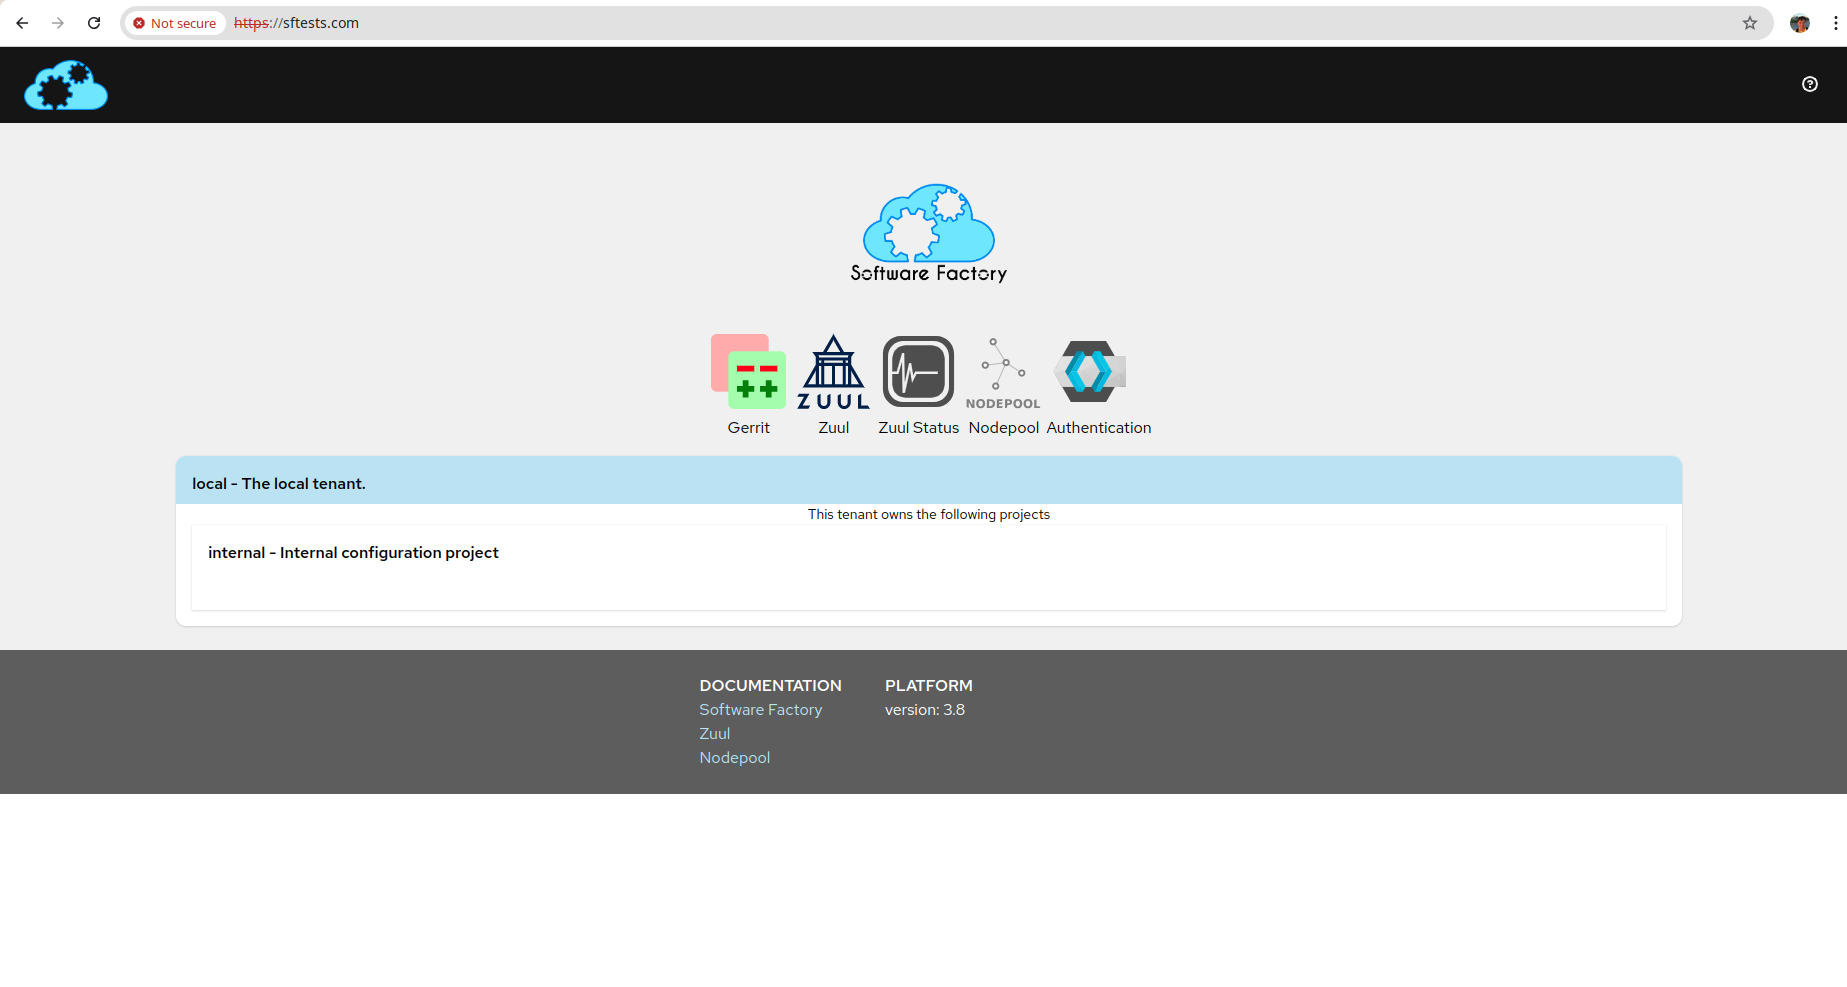 Not secure https://sftests.com
Software Factory
ZUUL
NODEPOOL
Gerrit Zuul Zuul Status Nodepool Authentication
local - The local tenant.
This tenant owns the following projects
internal - Internal configuration project
DOCUMENTATION PLATFORM
Software Factory version: 3.8
Zuul
Nodepool